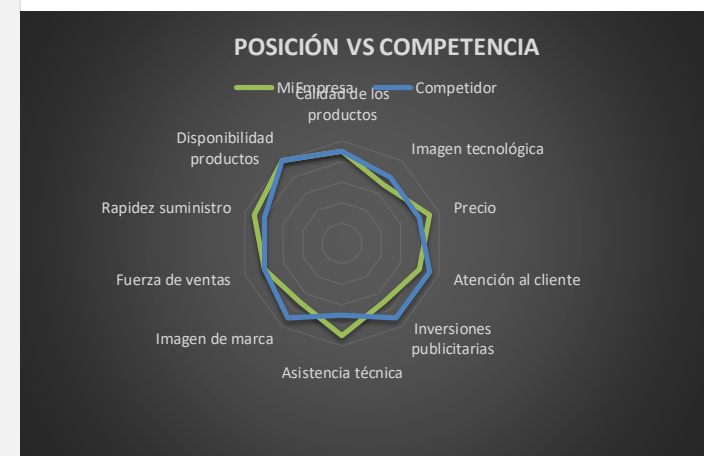 POSICIÓN VS COMPETENCIA
MiEmpresa
Competidor
Calidad de los
productos
Imagen tecnológica
Precio
Atención al cliente
Inversiones
publicitarias
Asistencia técnica
Imagen de marca
Fuerza de ventas
Rapidez suministro
Disponibilidad
productos